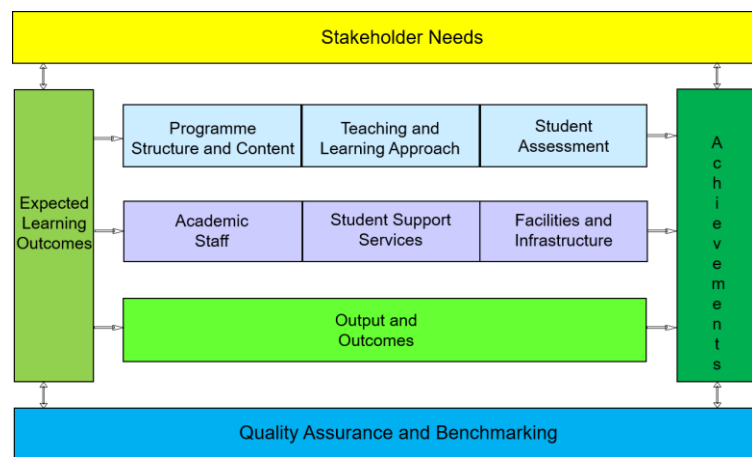 Stakeholder Needs
Expected
Learning
Outcomes
Programme
Structure and Content
Teaching and
Learning Approach
Student
Assessment
Academic
Staff
Student Support
Services
Facilities and
Infrastructure
Output and
Outcomes
Achievements
Quality Assurance and Benchmarking